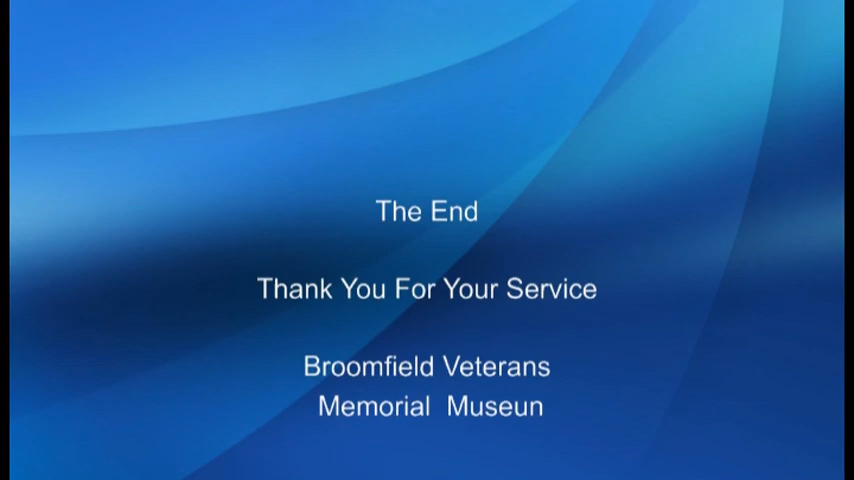 The End
Thank You For Your Service
Broomfield Veterans
Memorial  Museun